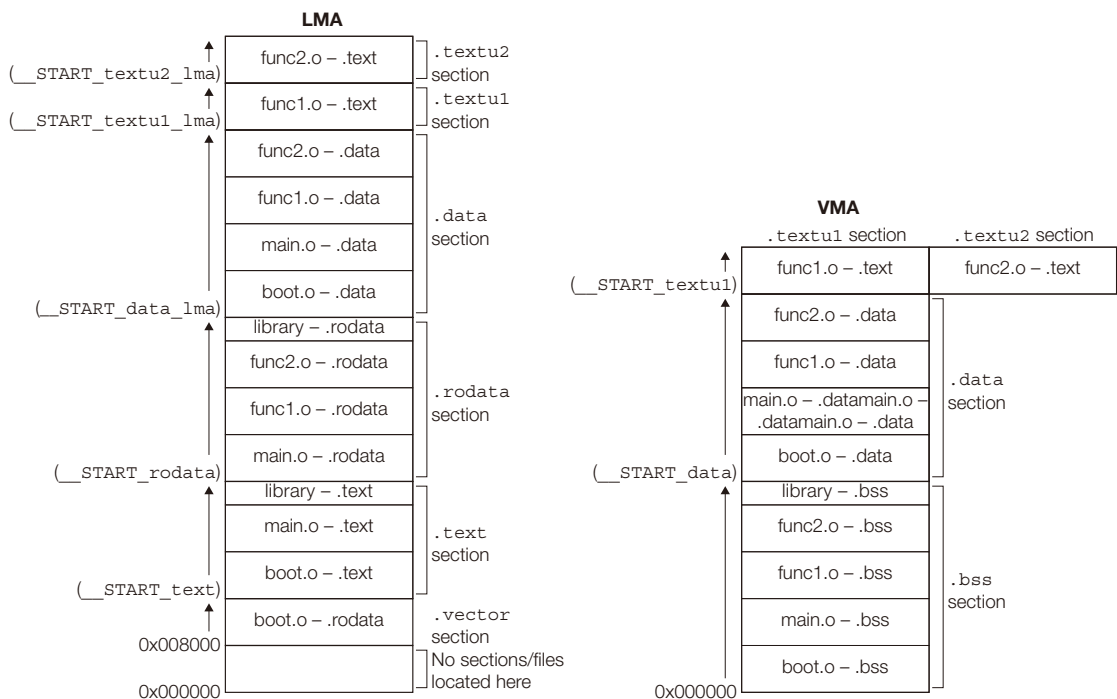 LMA
func2.o – .text
.textu2
section
(__START_textu2_lma)
func1.o – .text
.textu1
section
(__START_textu1_lma)
func2.o – .data
func1.o – .data
main.o – .data
boot.o – .data
.data
section
(__START_data_lma)
library – .rodata
func2.o – .rodata
func1.o – .rodata
main.o – .rodata
.rodata
section
(__START_rodata)
library – .text
main.o – .text
boot.o – .text
.text
section
(__START_text)
boot.o – .rodata
.vector
section
0x008000
No sections/files
located here
0x000000
VMA
.textu1 section
.textu2 section
func1.o – .text
func2.o – .text
(__START_textu1)
func2.o – .data
func1.o – .data
main.o – .datamain.o –
.datamain.o – .data
boot.o – .data
.data
section
(__START_data)
library – .bss
func2.o – .bss
func1.o – .bss
main.o – .bss
boot.o – .bss
.bss
section
0x000000